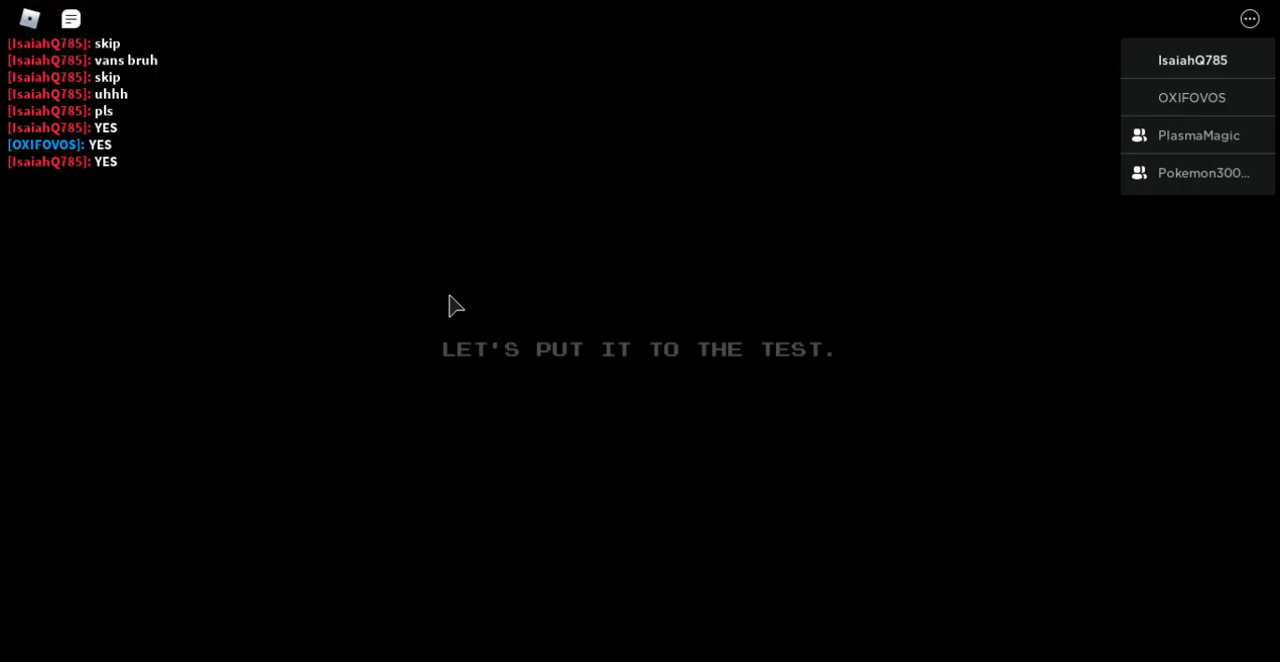 [IsaiahQ785]: skip
[IsaiahQ785]: vans bruh
[IsaiahQ785]: skip
[IsaiahQ785]: uhhh
[IsaiahQ785]: pls
[IsaiahQ785]: YES
[OXIFOVOS]: YES
[IsaiahQ785]: YES
IsaiahQ785
OXIFOVOS
PlasmaMagic
Pokemon300...
LET'S PUT IT TO THE TEST.